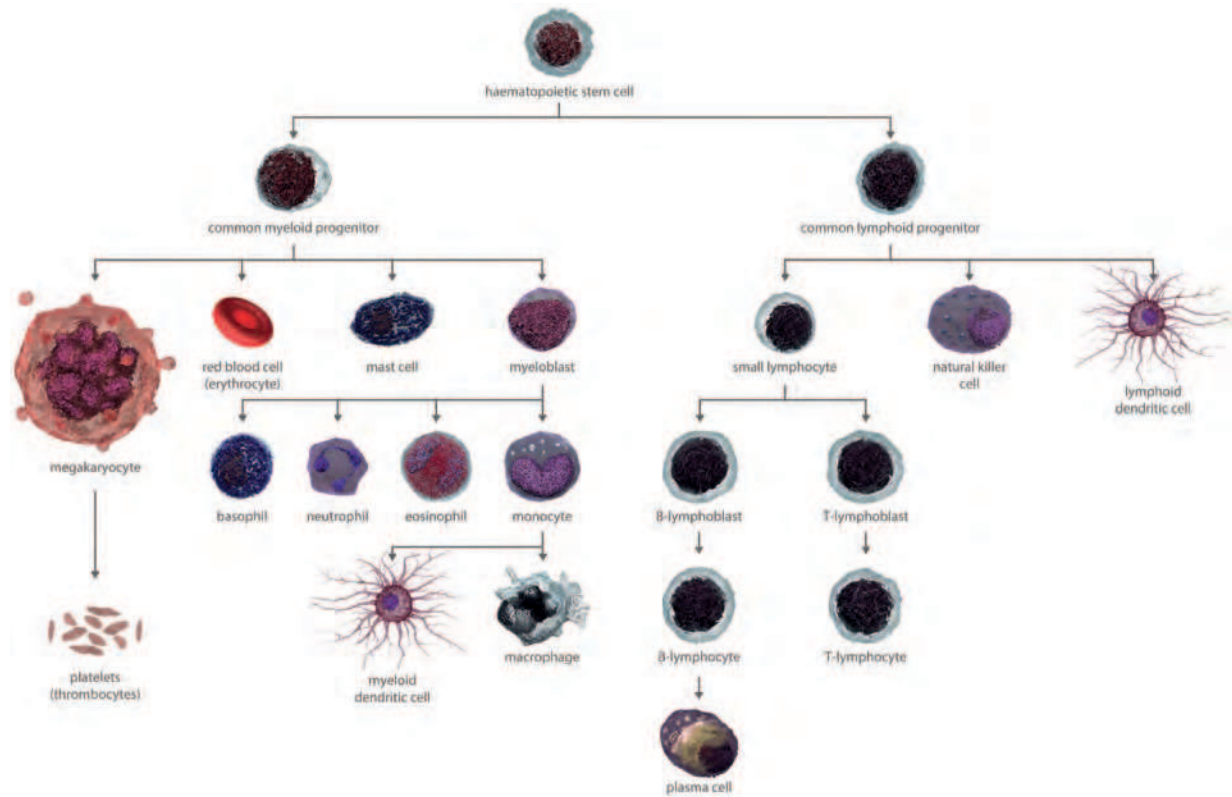 haematopoietic stem cell
common myeloid progenitor
common lymphoid progenitor
red blood cell
(erythrocyte)
mast cell
myeloblast
small lymphocyte
natural killer
cell
lymphoid
dendritic cell
megakaryocyte
basophil
neutrophil
eosinophil
monocyte
B-lymphoblast
T-lymphoblast
platelets
(thrombocytes)
myeloid
dendritic cell
macrophage
B-lymphocyte
T-lymphocyte
plasma cell